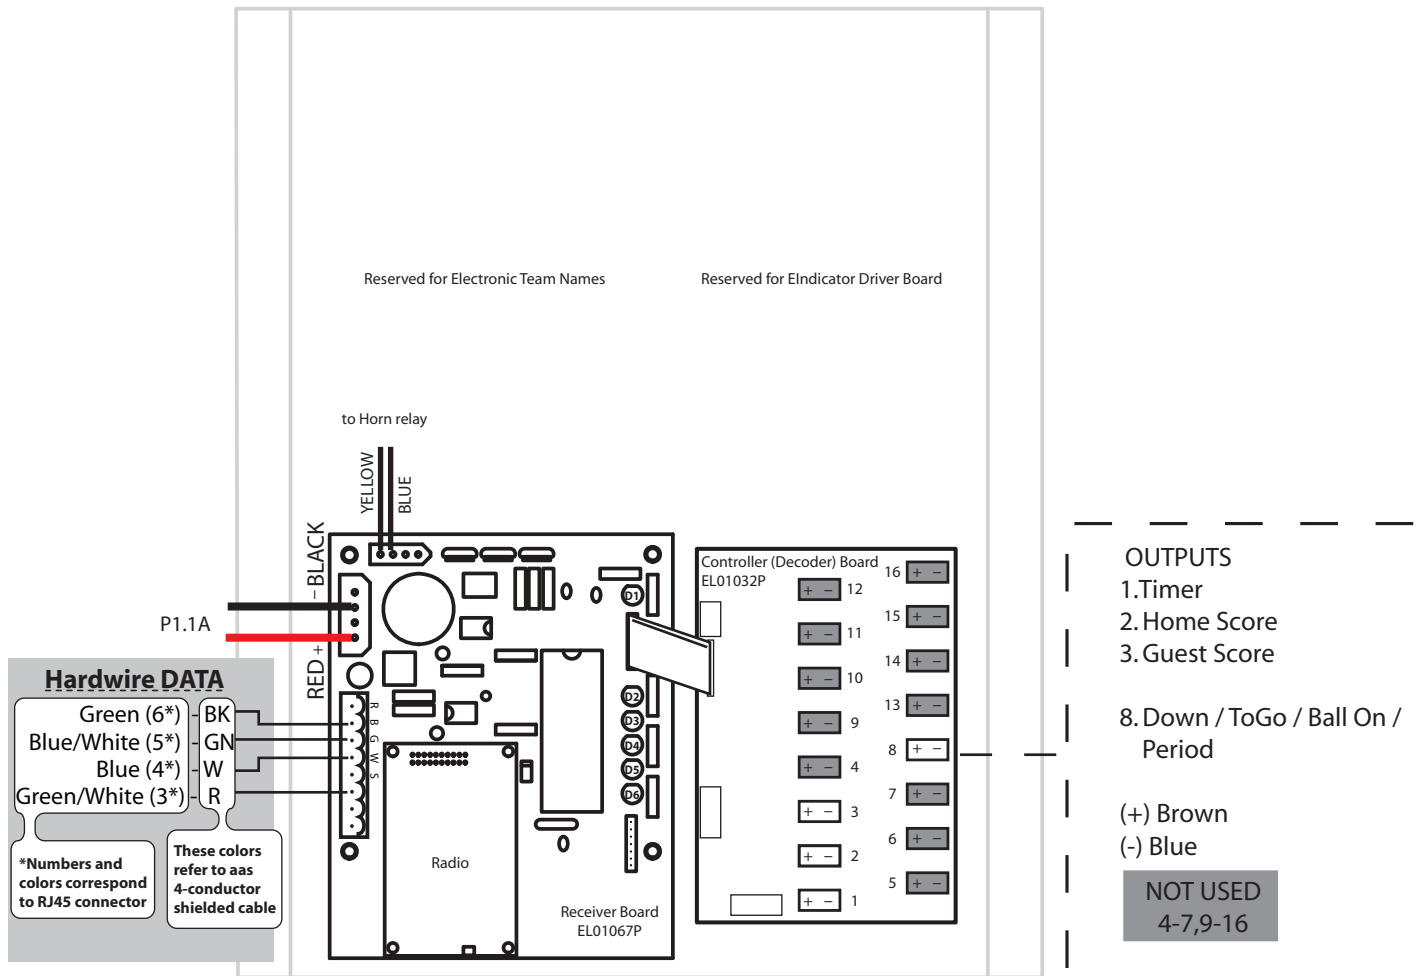 Reserved for Electronic Team Names
Reserved for EIndicator Driver Board
to Horn relay
YELLOW
BLUE
– BLACK
RED +
P1.1A
Hardwire DATA
Green (6*) - BK
Blue/White (5*) - GN
Blue (4*) - W
Green/White (3*) - R
*Numbers and
colors correspond
to RJ45 connector
These colors
refer to aas
4-conductor
shielded cable
R
B
G
W
S
D1
D2
D3
D4
D5
D6
Radio
Receiver Board
EL01067P
Controller (Decoder) Board
EL01032P
16 + –
+ – 12
15 + –
+ – 11
14 + –
+ – 10
13 + –
+ – 9
8 + –
+ – 4
7 + –
+ – 3
6 + –
+ – 2
5 + –
+ – 1
OUTPUTS
1.Timer
2. Home Score
3. Guest Score
8. Down / ToGo / Ball On /
Period
(+) Brown
(-) Blue
NOT USED
4-7,9-16